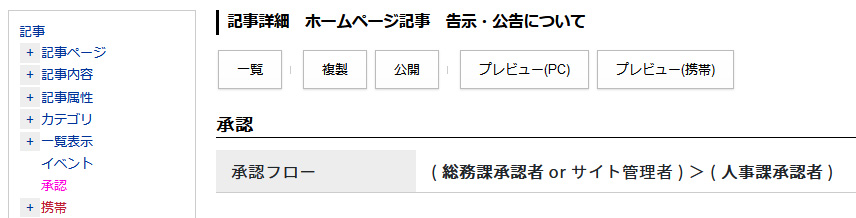 記事
+ 記事ページ
+ 記事内容
+ 記事属性
+ カテゴリ
+ 一覧表示
イベント
承認
+ 携帯
記事詳細　ホームページ記事　告示・公告について
一覧 複製 公開 プレビュー(PC) プレビュー(携帯)
承認
承認フロー ( 総務課承認者 or サイト管理者 ) ＞ ( 人事課承認者 )